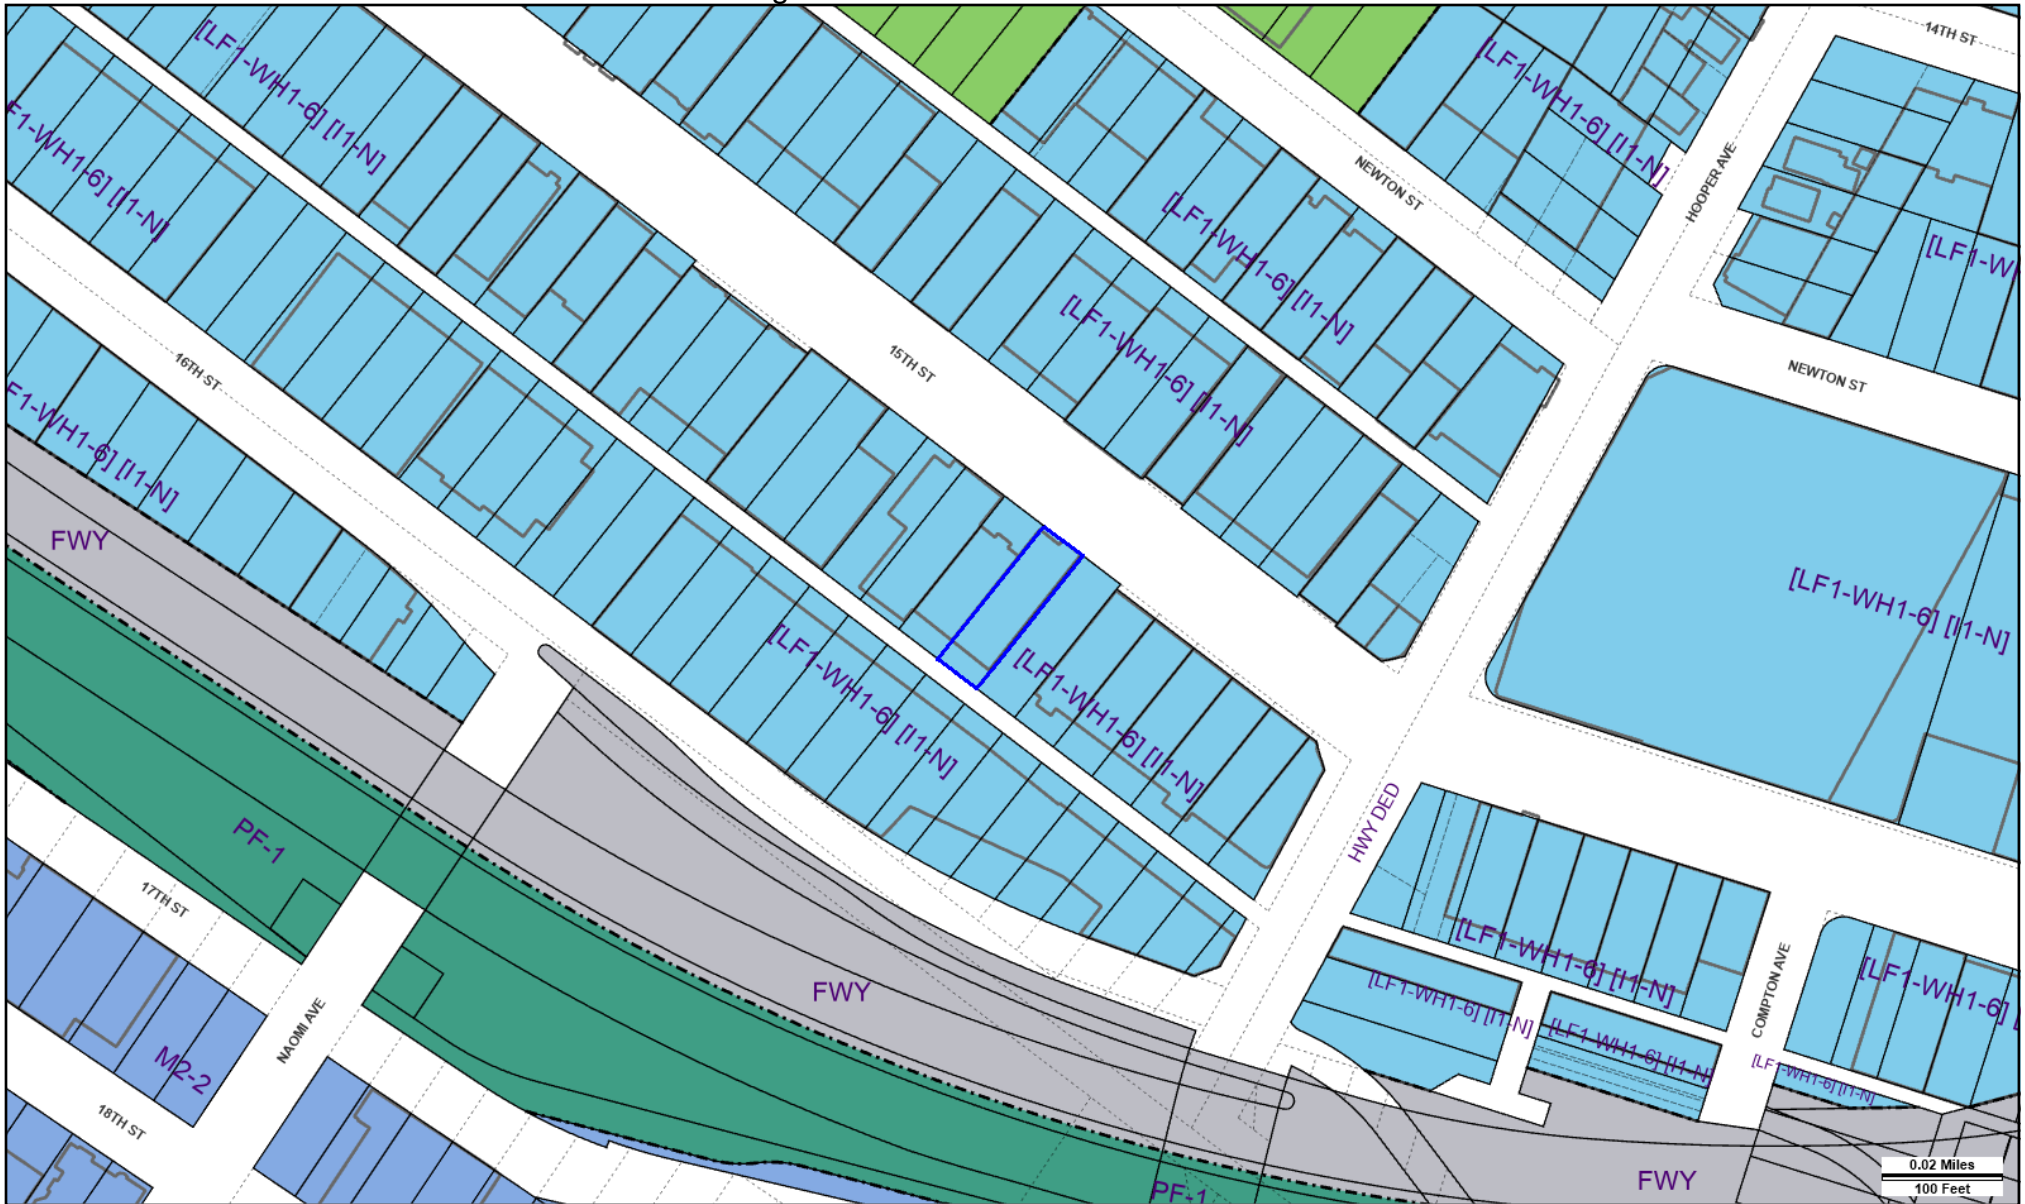 14TH ST
[LF1-WH1-6] [I1-N]
[LF1-WH1-6] [I1-N]
F1-WH1-6] [I1-N]
HOOPER AVE
NEWTON ST
[LF1-WH1-6] [I1-N]
[LF1-W
[LF1-WH1-6] [I1-N]
15TH ST
16TH ST
NEWTON ST
F1-WH1-6] [I1-N]
FWY
[LF1-WH1-6] [I1-N]
[LF1-WH1-6] [I1-N]
[LF1-WH1-6] [I1-N]
HWY DED
PF-1
17TH ST
[LF1-WH1-6] [I1-N]
[LF1-WH1-6] [I1-N]
[LF1-WH1-6]
COMPTON AVE
FWY
NAOMI AVE
[LF1-WH1-6] [I1-N]
[LF1-WH1-6] [I1-N]
M2-2
18TH ST
PF-1
FWY
0.02 Miles
100 Feet